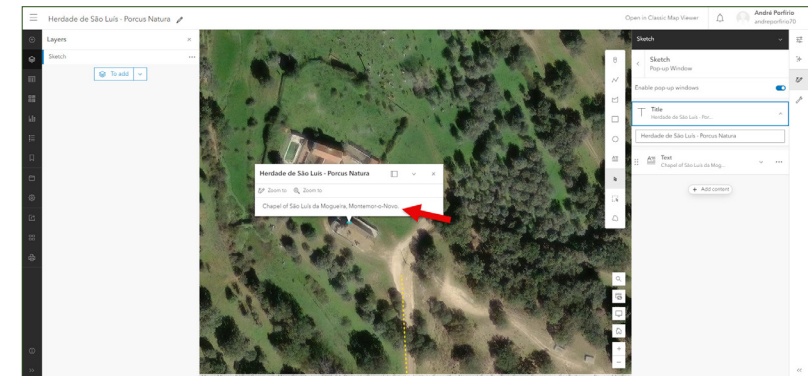 Herdade de São Luís - Porcus Natura
Open in Classic Map Viewer
André Porfírio
andreporfirio70
Layers
Sketch
To add
Herdade de São Luís - Porcus Natura
Zoom to
Zoom to
Chapel of São Luís da Mogueira, Montemor-o-Novo.
Sketch
Sketch
Pop-up Window
Enable pop-up windows
Title
Herdade de São Luís - Por...
Herdade de São Luís - Porcus Natura
Text
Chapel of São Luís da Mog...
+ Add content